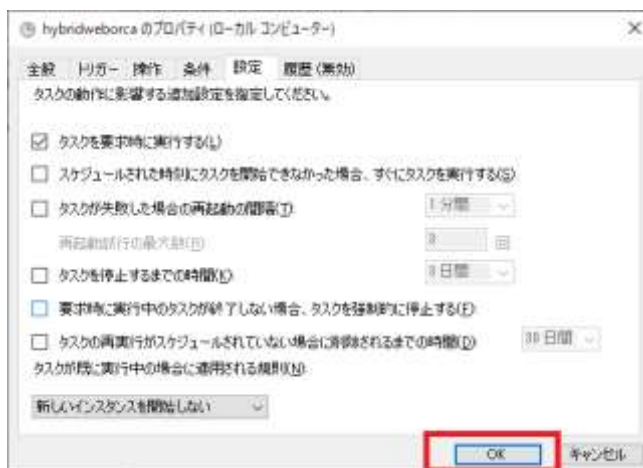 hybridweborca のプロパティ (ローカル コンピューター)
全般 トリガー 操作 条件 設定 履歴 (無効)
タスクの動作に影響する追加設定を指定してください。
タスクを要求時に実行する(L)
スケジュールされた時刻にタスクを開始できなかった場合、すぐにタスクを実行する(S)
タスクが失敗した場合の再起動の間隔(T): 1 分間
再起動試行の最大数(R): 3 回
タスクを停止するまでの時間(K): 3 日間
要求時に実行中のタスクが終了しない場合、タスクを強制的に停止する(F)
タスクの再実行がスケジュールされていない場合に削除されるまでの時間(D): 30 日間
タスクが既に実行中の場合に適用される規則(N):
新しいインスタンスを開始しない
OK キャンセル